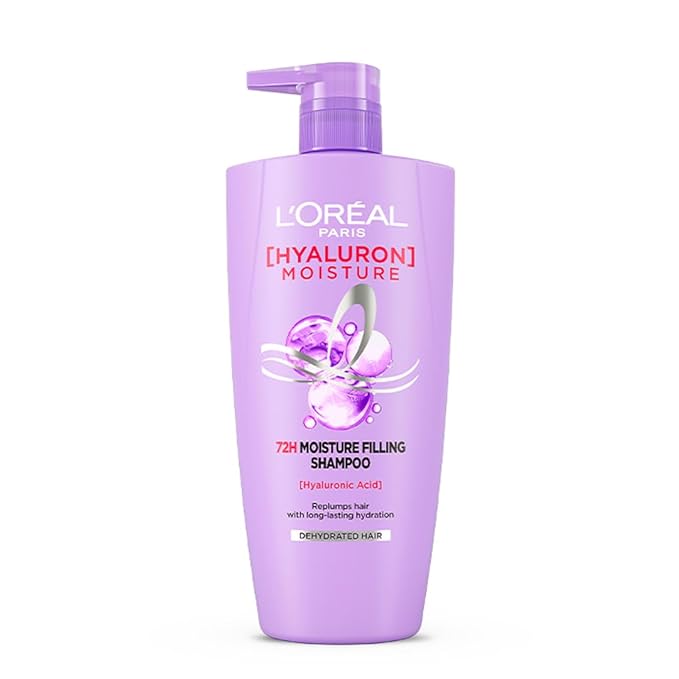 L'ORÉAL
PARIS
[HYALURON]
MOISTURE
72H MOISTURE FILLING
SHAMPOO
[Hyaluronic Acid]
Replumps hair
with long-lasting hydration
DEHYDRATED HAIR